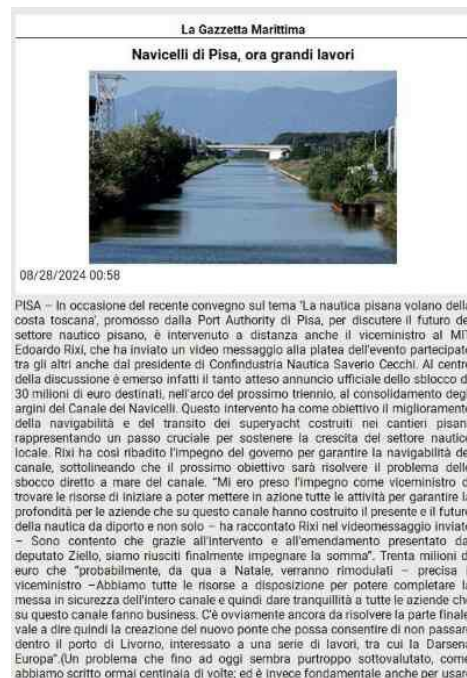 La Gazzetta Marittima
Navicelli di Pisa, ora grandi lavori
08/28/2024 00:58
PISA – In occasione del recente convegno sul tema 'La nautica pisana volano della
costa toscana', promosso dalla Port Authority di Pisa, per discutere il futuro del
settore nautico pisano, è intervenuto a distanza anche il viceministro al MIT
Edoardo Rixi, che ha inviato un video messaggio alla platea dell'evento partecipato
tra gli altri anche dal presidente di Confindustria Nautica Saverio Cecchi. Al centro
della discussione è emerso infatti il tanto atteso annuncio ufficiale dello sblocco di
30 milioni di euro destinati, nell'arco del prossimo triennio, al consolidamento degli
argini del Canale dei Navicelli. Questo intervento ha come obiettivo il miglioramento
della navigabilità e del transito dei superyacht costruiti nei cantieri pisani,
rappresentando un passo cruciale per sostenere la crescita del settore nautico
locale. Rixi ha così ribadito l'impegno del governo per garantire la navigabilità del
canale, sottolineando che il prossimo obiettivo sarà risolvere il problema dello
sbocco diretto a mare del canale. "Mi ero preso l'impegno come viceministro di
trovare le risorse di iniziare a poter mettere in azione tutte le attività per garantire la
profondità per le aziende che su questo canale hanno costruito il presente e il futuro
della nautica da diporto e non solo – ha raccontato Rixi nel videomessaggio inviato
– Sono contento che grazie all'intervento e all'emendamento presentato dal
deputato Ziello, siamo riusciti finalmente impegnare la somma". Trenta milioni di
euro che "probabilmente, da qua a Natale, verranno rimodulati – precisa il
viceministro –Abbiamo tutte le risorse a disposizione per potere completare la
messa in sicurezza dell'intero canale e quindi dare tranquillità a tutte le aziende che
su questo canale fanno business. C'è ovviamente ancora da risolvere la parte finale,
vale a dire quindi la creazione del nuovo ponte che possa consentire di non passare
dentro il porto di Livorno, interessato a una serie di lavori, tra cui la Darsena
Europa".(Un problema che fino ad oggi sembra purtroppo sottovalutato, come
abbiamo scritto ormai centinaia di volte: ed è invece fondamentale anche per usare